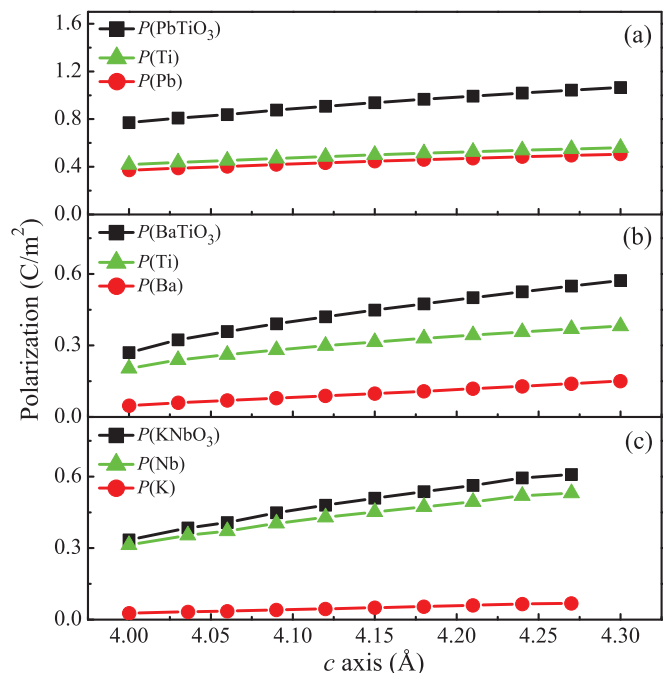 1.6
P(PbTiO₃)
(a)
P(Ti)
1.2
P(Pb)
0.8
0.4
0.0
P(BaTiO₃)
(b)
P(Ti)
0.6
P(Ba)
0.3
0.0
P(KNbO₃)
(c)
P(Nb)
0.6
P(K)
0.3
0.0
4.00 4.05 4.10 4.15 4.20 4.25 4.30
c axis (Å)
Polarization (C/m²)